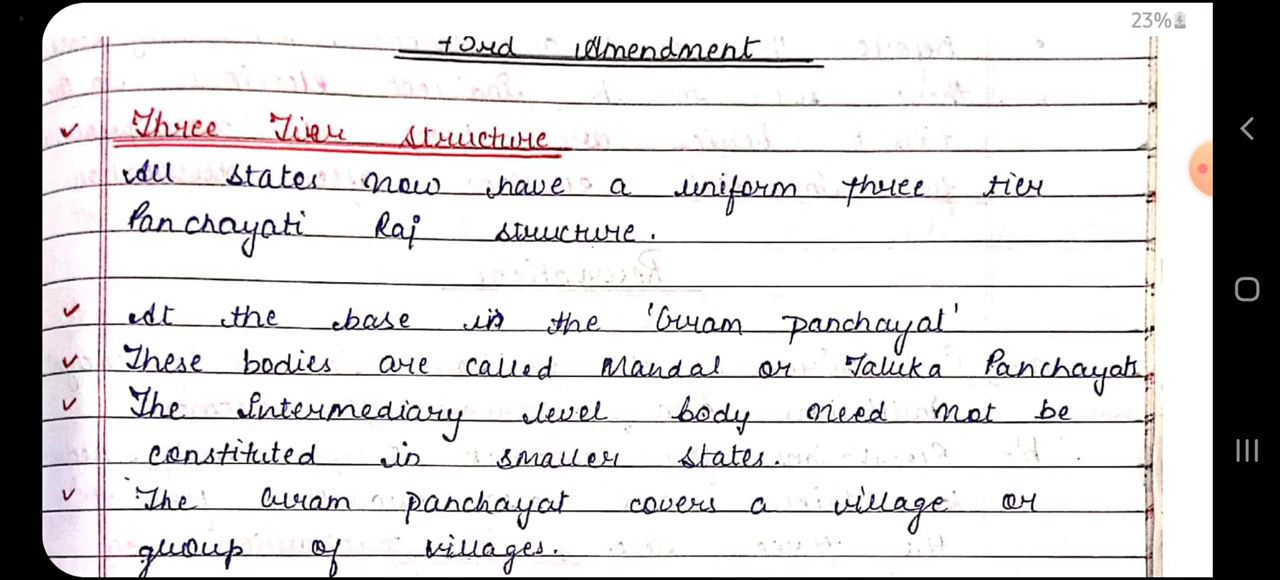 23%
73rd Amendment
Three Tier structure
All states now have a uniform three tier
Panchayati Raj structure.
At the base in the 'Gram panchayat'
These bodies are called Mandal or Taluka Panchayats
The Intermediary level body need not be
constituted in smaller states.
The Gram panchayat covers a village or
group of villages.